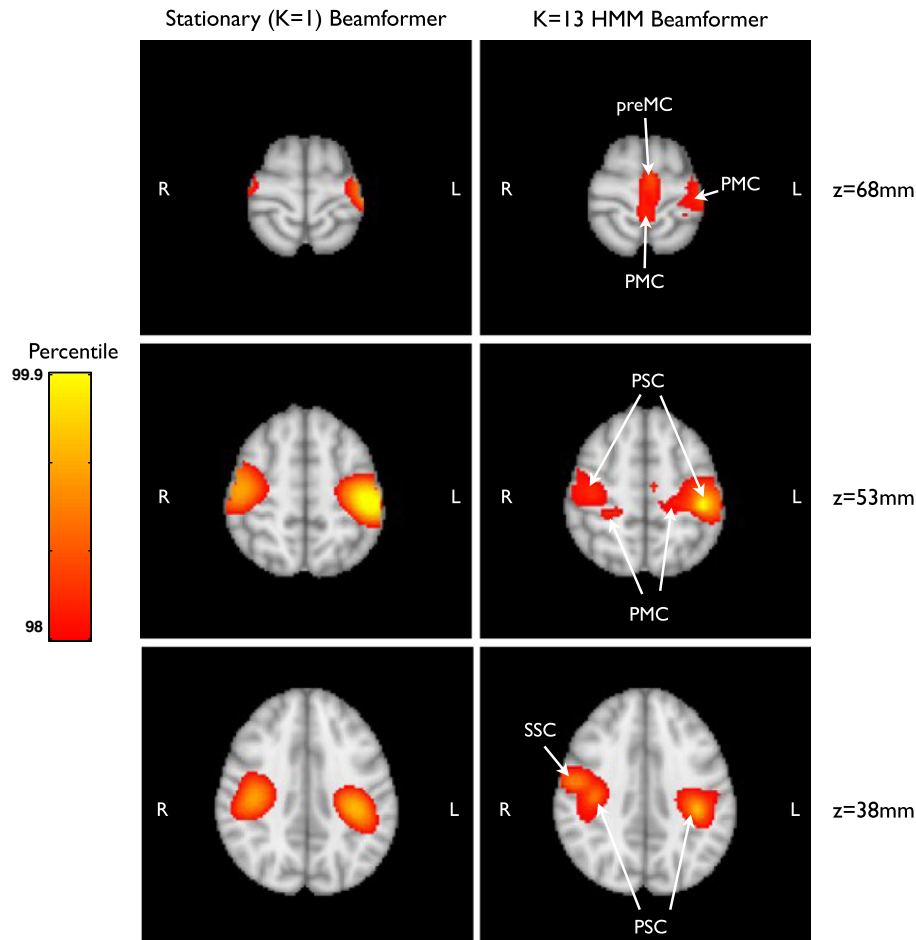 Stationary (K=1) Beamformer
K=13 HMM Beamformer
preMC
R
L
R
PMC
L
z=68mm
PMC
Percentile
99.9
98
PSC
R
L
R
L
z=53mm
PMC
SSC
R
L
R
L
z=38mm
PSC